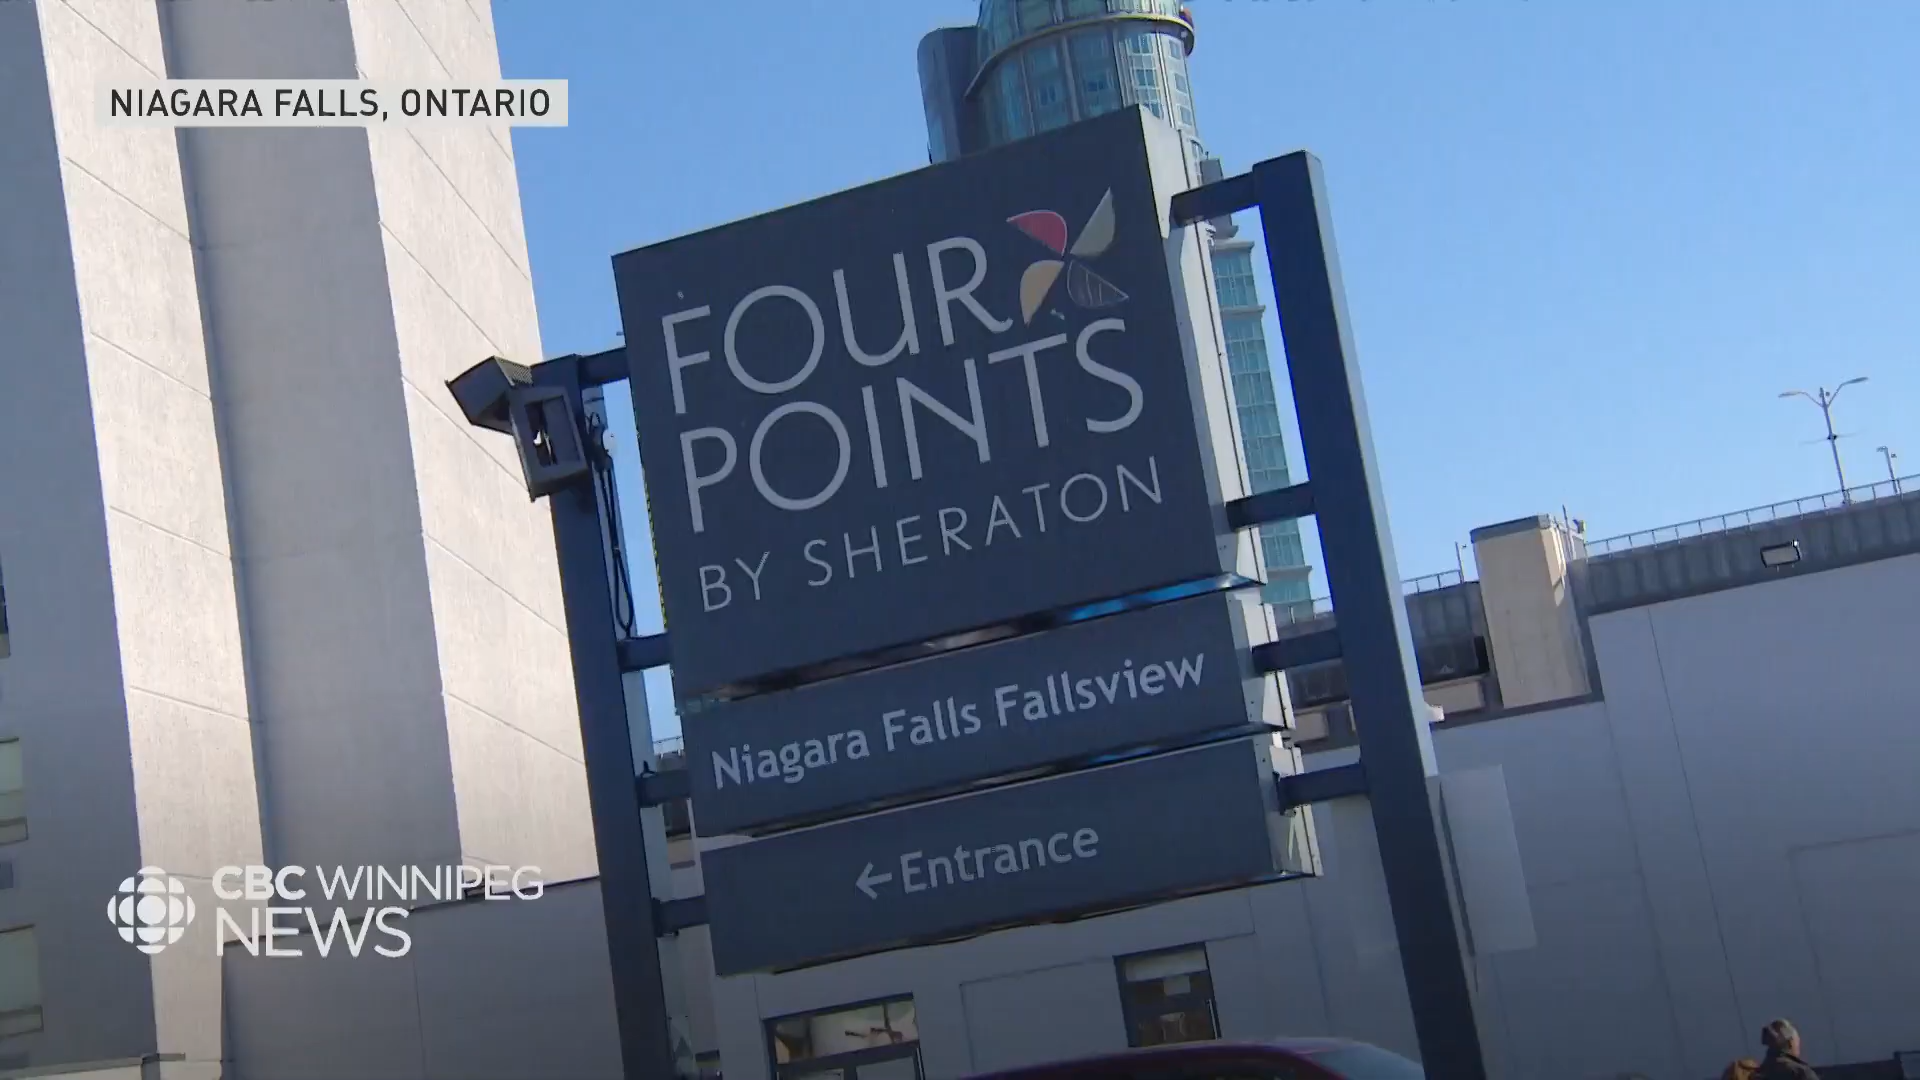 NIAGARA FALLS, ONTARIO
FOUR
POINTS
BY SHERATON
Niagara Falls Fallsview
←Entrance
CBC WINNIPEG
NEWS